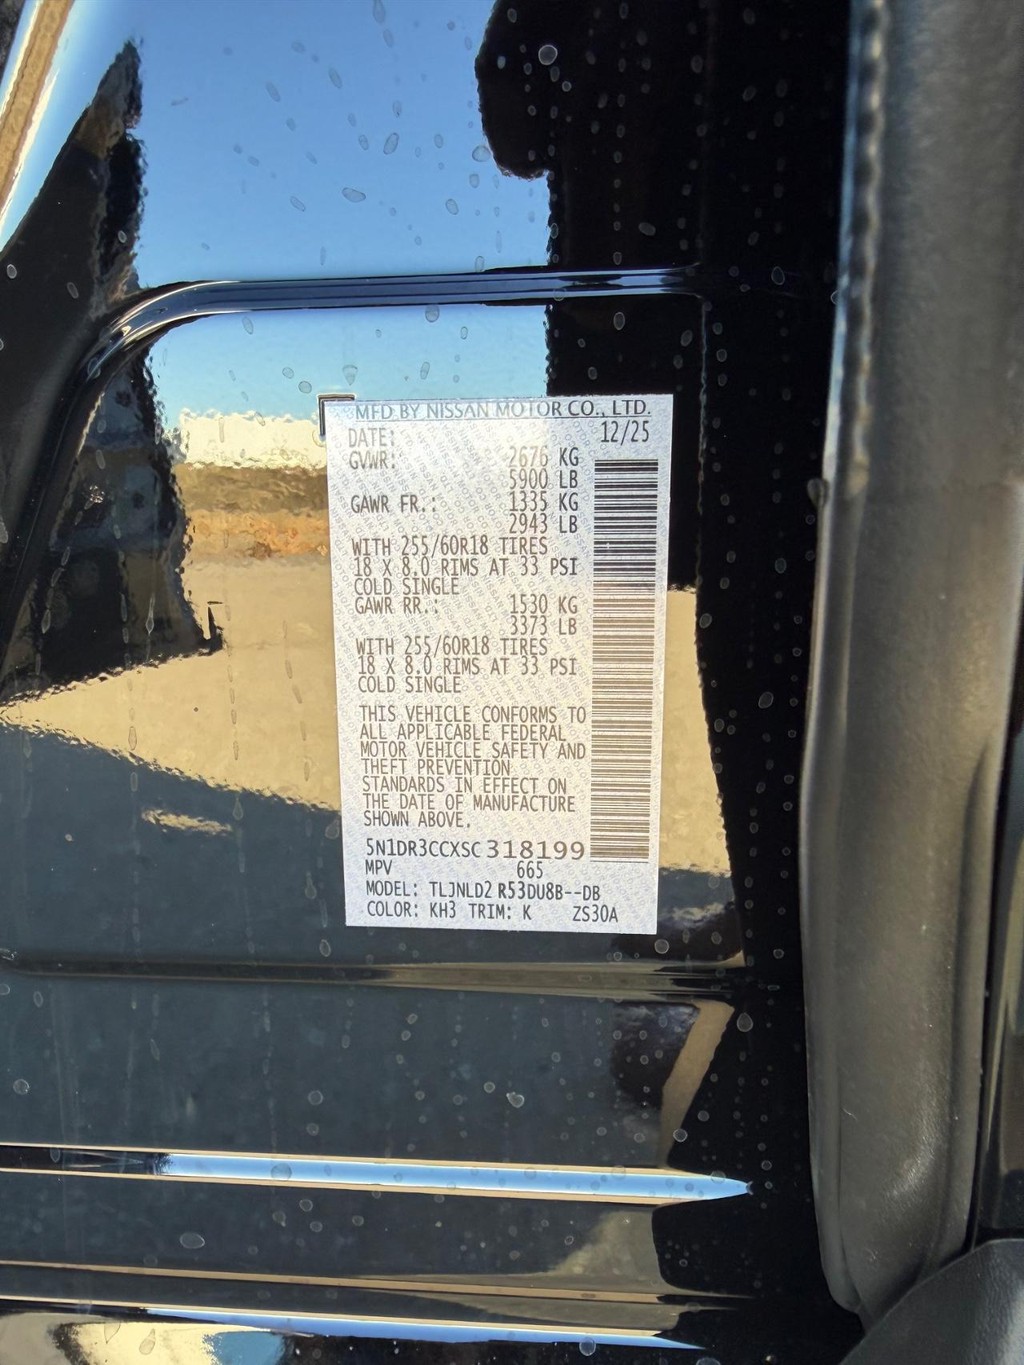 MFD BY NISSAN MOTOR CO., LTD.
DATE: 12/25
GVWR: 2676 KG
5900 LB
GAWR FR.: 1335 KG
2943 LB
WITH 255/60R18 TIRES
18 X 8.0 RIMS AT 33 PSI
COLD SINGLE
GAWR RR.: 1530 KG
3373 LB
WITH 255/60R18 TIRES
18 X 8.0 RIMS AT 33 PSI
COLD SINGLE
THIS VEHICLE CONFORMS TO
ALL APPLICABLE FEDERAL
MOTOR VEHICLE SAFETY AND
THEFT PREVENTION
STANDARDS IN EFFECT ON
THE DATE OF MANUFACTURE
SHOWN ABOVE.
5N1DR3CCXSC318199
MPV 665
MODEL: TLJNLD2 R53DU8B--DB
COLOR: KH3 TRIM: K ZS30A